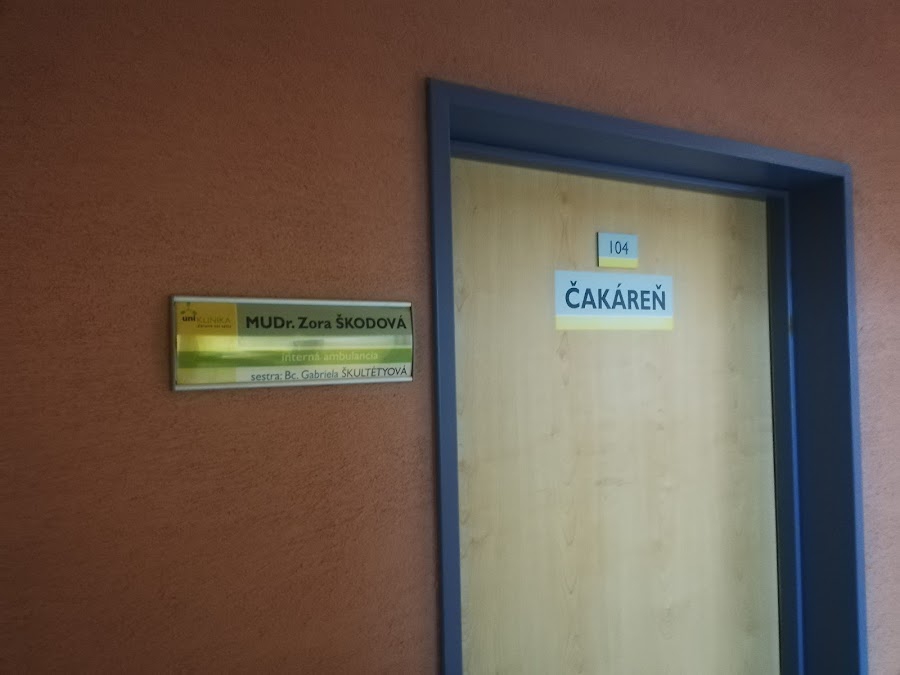 uniKLINIKA
MUDr. Zora ŠKODOVÁ
interná ambulancia
sestra: Bc. Gabriela ŠKULTÉTYOVÁ
104
ČAKÁREŇ